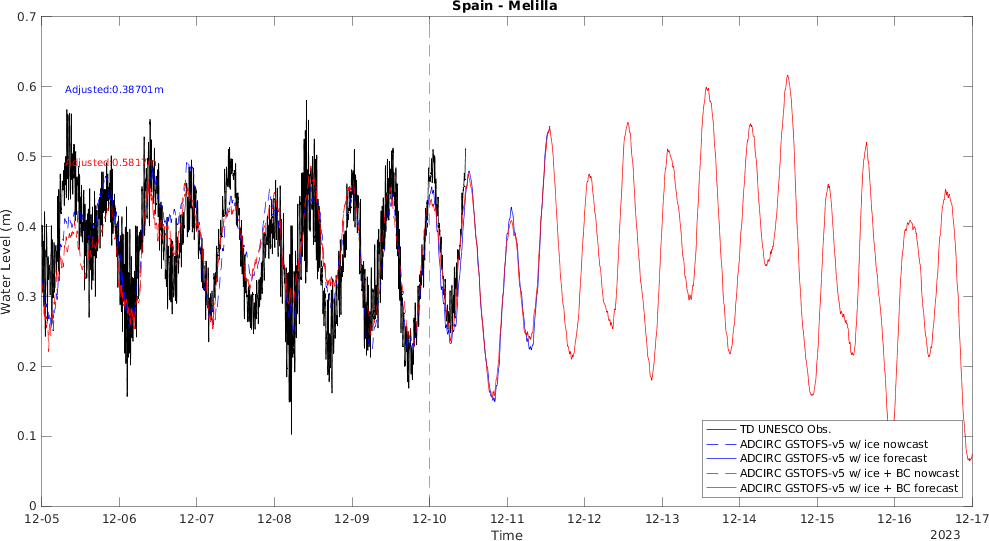 Spain - Melilla
0.7
0.6
0.5
0.4
0.3
0.2
0.1
0
Water Level (m)
Adjusted:0.38701m
TD UNESCO Obs.
ADCIRC GSTOFS-v5 w/ ice nowcast
ADCIRC GSTOFS-v5 w/ ice forecast
ADCIRC GSTOFS-v5 w/ ice + BC nowcast
ADCIRC GSTOFS-v5 w/ ice + BC forecast
12-05 12-06 12-07 12-08 12-09 12-10 12-11 12-12 12-13 12-14 12-15 12-16 12-17
Time
2023